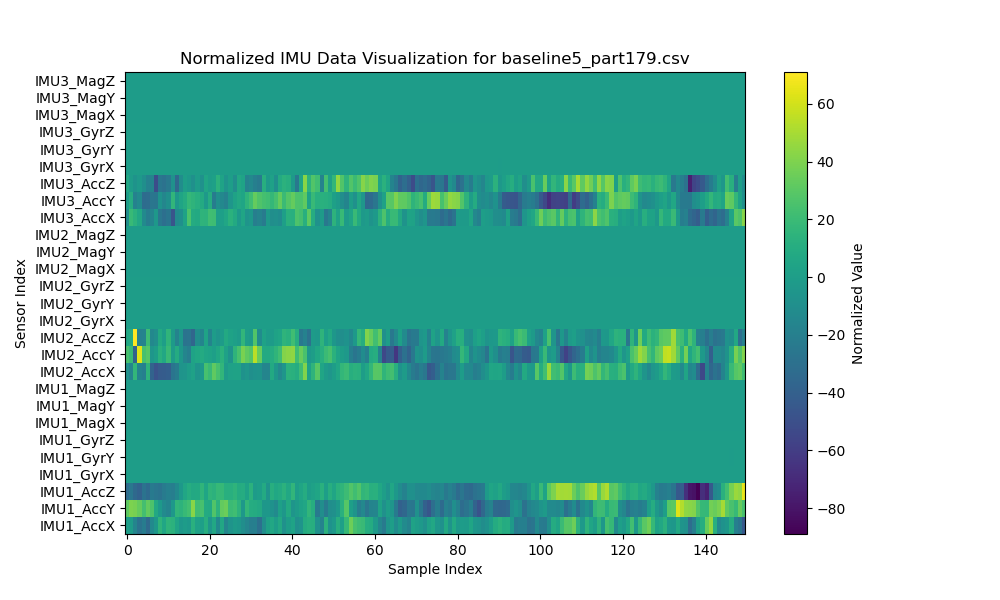 Normalized IMU Data Visualization for baseline5_part179.csv
IMU3_MagZ
IMU3_MagY
IMU3_MagX
IMU3_GyrZ
IMU3_GyrY
IMU3_GyrX
IMU3_AccZ
IMU3_AccY
IMU3_AccX
IMU2_MagZ
IMU2_MagY
IMU2_MagX
IMU2_GyrZ
IMU2_GyrY
IMU2_GyrX
IMU2_AccZ
IMU2_AccY
IMU2_AccX
IMU1_MagZ
IMU1_MagY
IMU1_MagX
IMU1_GyrZ
IMU1_GyrY
IMU1_GyrX
IMU1_AccZ
IMU1_AccY
IMU1_AccX
Sensor Index
0 20 40 60 80 100 120 140
Sample Index
60
40
20
0
−20
−40
−60
−80
Normalized Value